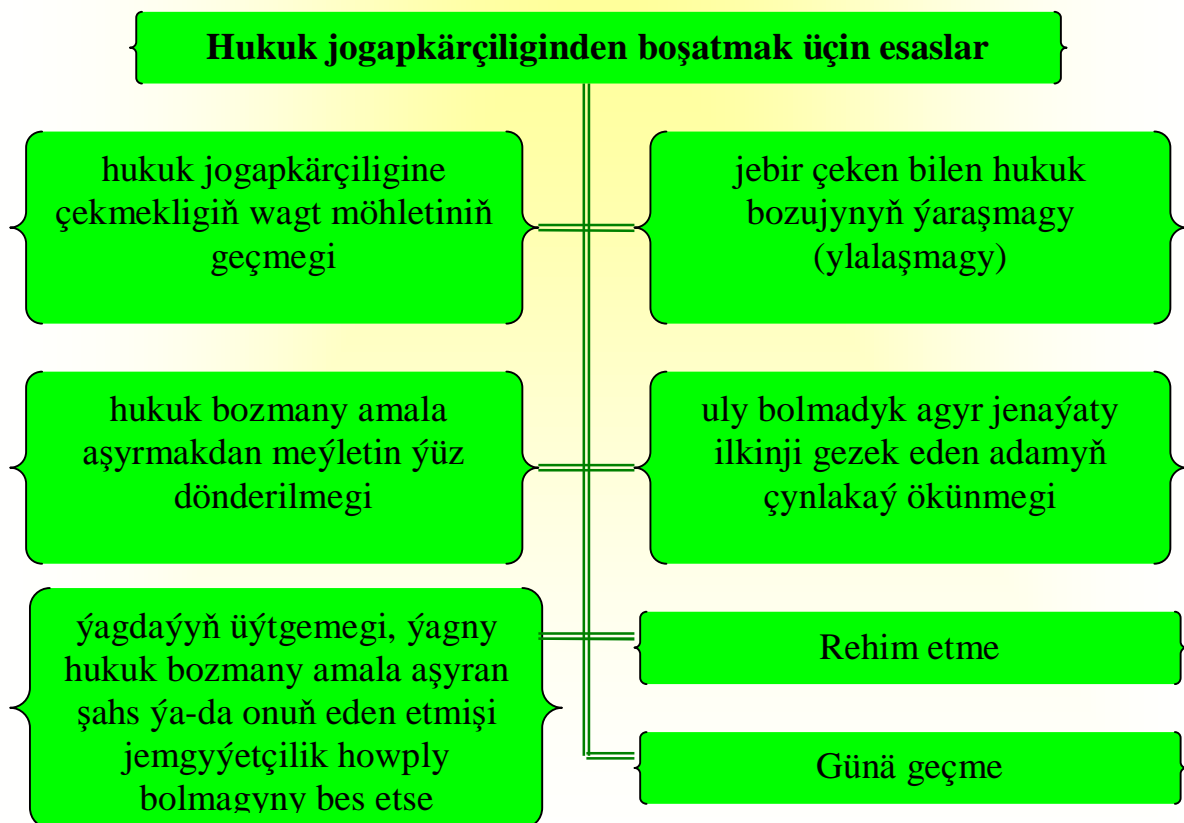 Hukuk jogapkärçiliginden boşatmak üçin esaslar
hukuk jogapkärçiligine
çekmekligiň wagt möhletiniň
geçmegi
jebir çeken bilen hukuk
bozujynyň ýaraşmagy
(ylalaşmagy)
hukuk bozmany amala
aşyrmakdan meýletin ýüz
dönderilmegi
uly bolmadyk agyr jenaýaty
ilkinji gezek eden adamyň
çynlakaý ökünmegi
ýagdaýyň üýtgemegi, ýagny
hukuk bozmany amala aşyran
şahs ýa-da onuň eden etmişi
jemgyýetçilik howply
bolmagyny bes etse
Rehim etme
Günä geçme